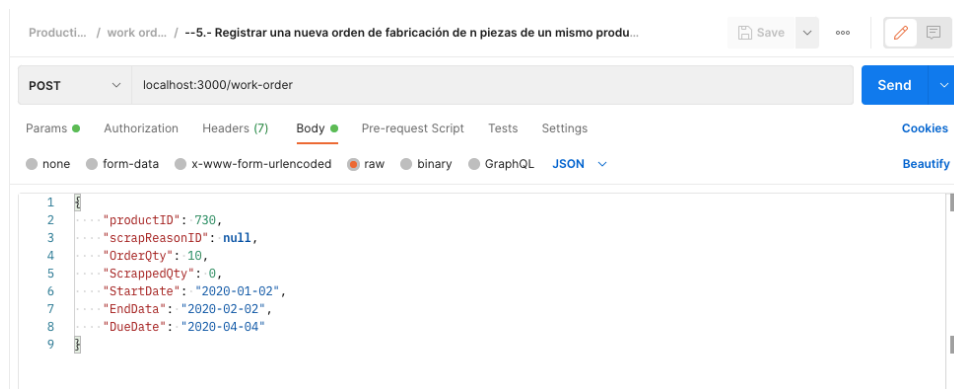 Producti... / work ord... / --5.- Registrar una nueva orden de fabricación de n piezas de un mismo produ... Save
POST localhost:3000/work-order Send
Params Authorization Headers (7) Body Pre-request Script Tests Settings Cookies
none form-data x-www-form-urlencoded raw binary GraphQL JSON Beautify
1 {
2 "productID": 730,
3 "scrapReasonID": null,
4 "OrderQty": 10,
5 "ScrappedQty": 0,
6 "StartDate": "2020-01-02",
7 "EndData": "2020-02-02",
8 "DueDate": "2020-04-04"
9 }